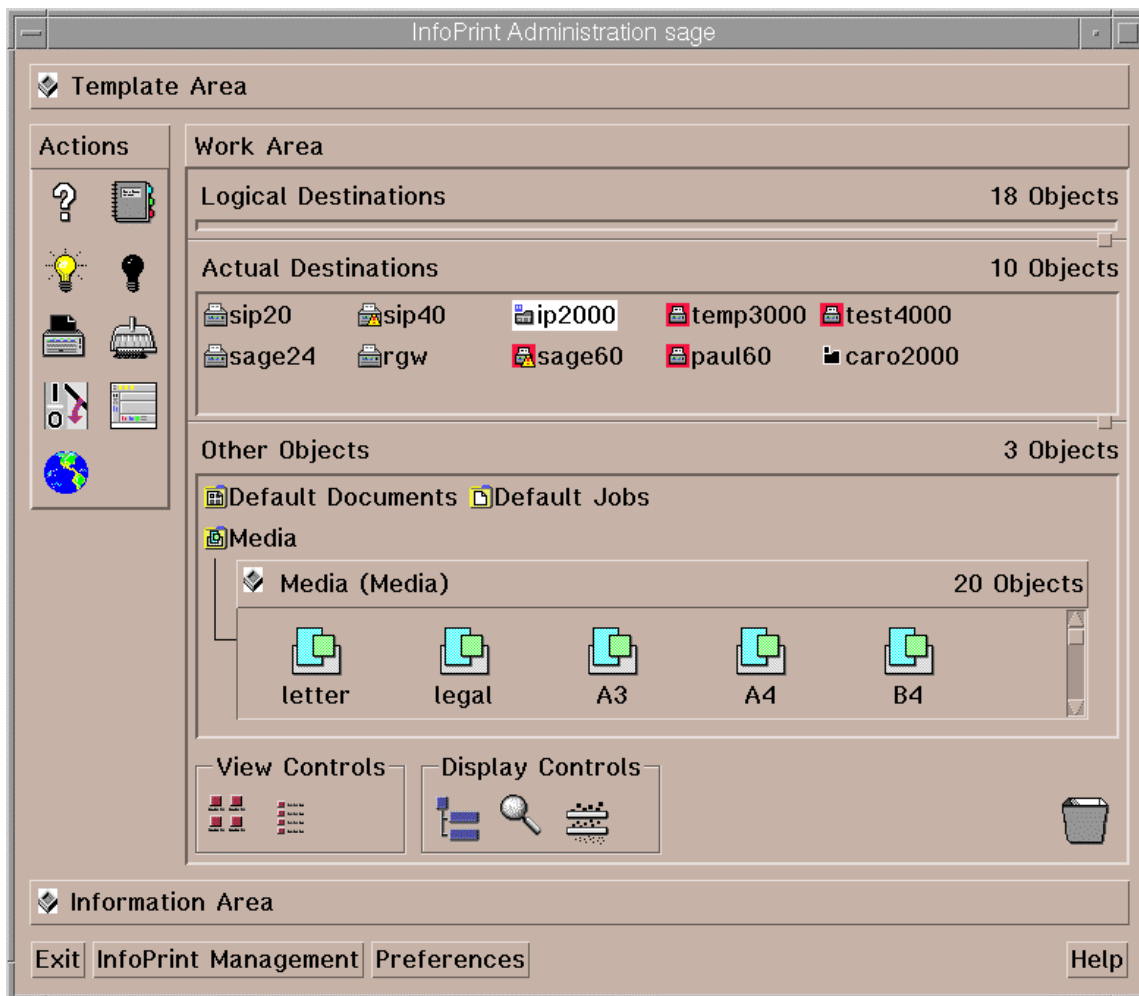 InfoPrint Administration sage
Template Area
Actions
Work Area
Logical Destinations 18 Objects
Actual Destinations 10 Objects
sip20 sip40 ip2000 temp3000 test4000
sage24 rgw sage60 paul60 caro2000
Other Objects 3 Objects
Default Documents Default Jobs
Media
Media (Media) 20 Objects
letter legal A3 A4 B4
View Controls Display Controls
Information Area
Exit InfoPrint Management Preferences Help